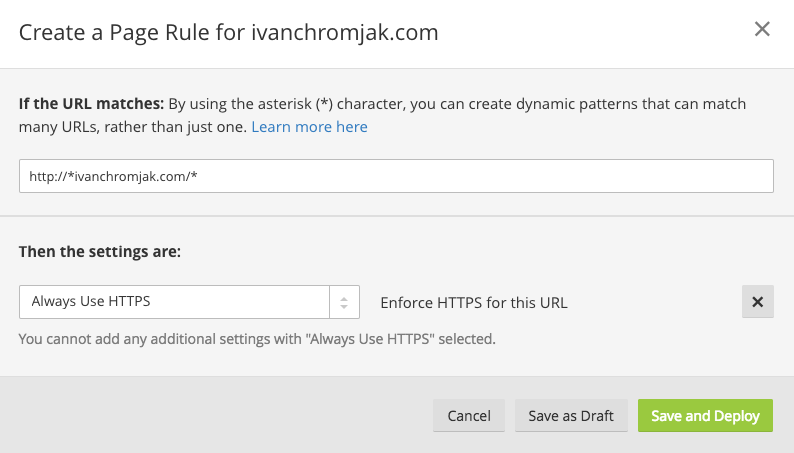 Create a Page Rule for ivanchromjak.com
If the URL matches: By using the asterisk (*) character, you can create dynamic patterns that can match
many URLs, rather than just one. Learn more here
http://*ivanchromjak.com/*
Then the settings are:
Always Use HTTPS
Enforce HTTPS for this URL
You cannot add any additional settings with "Always Use HTTPS" selected.
Cancel
Save as Draft
Save and Deploy